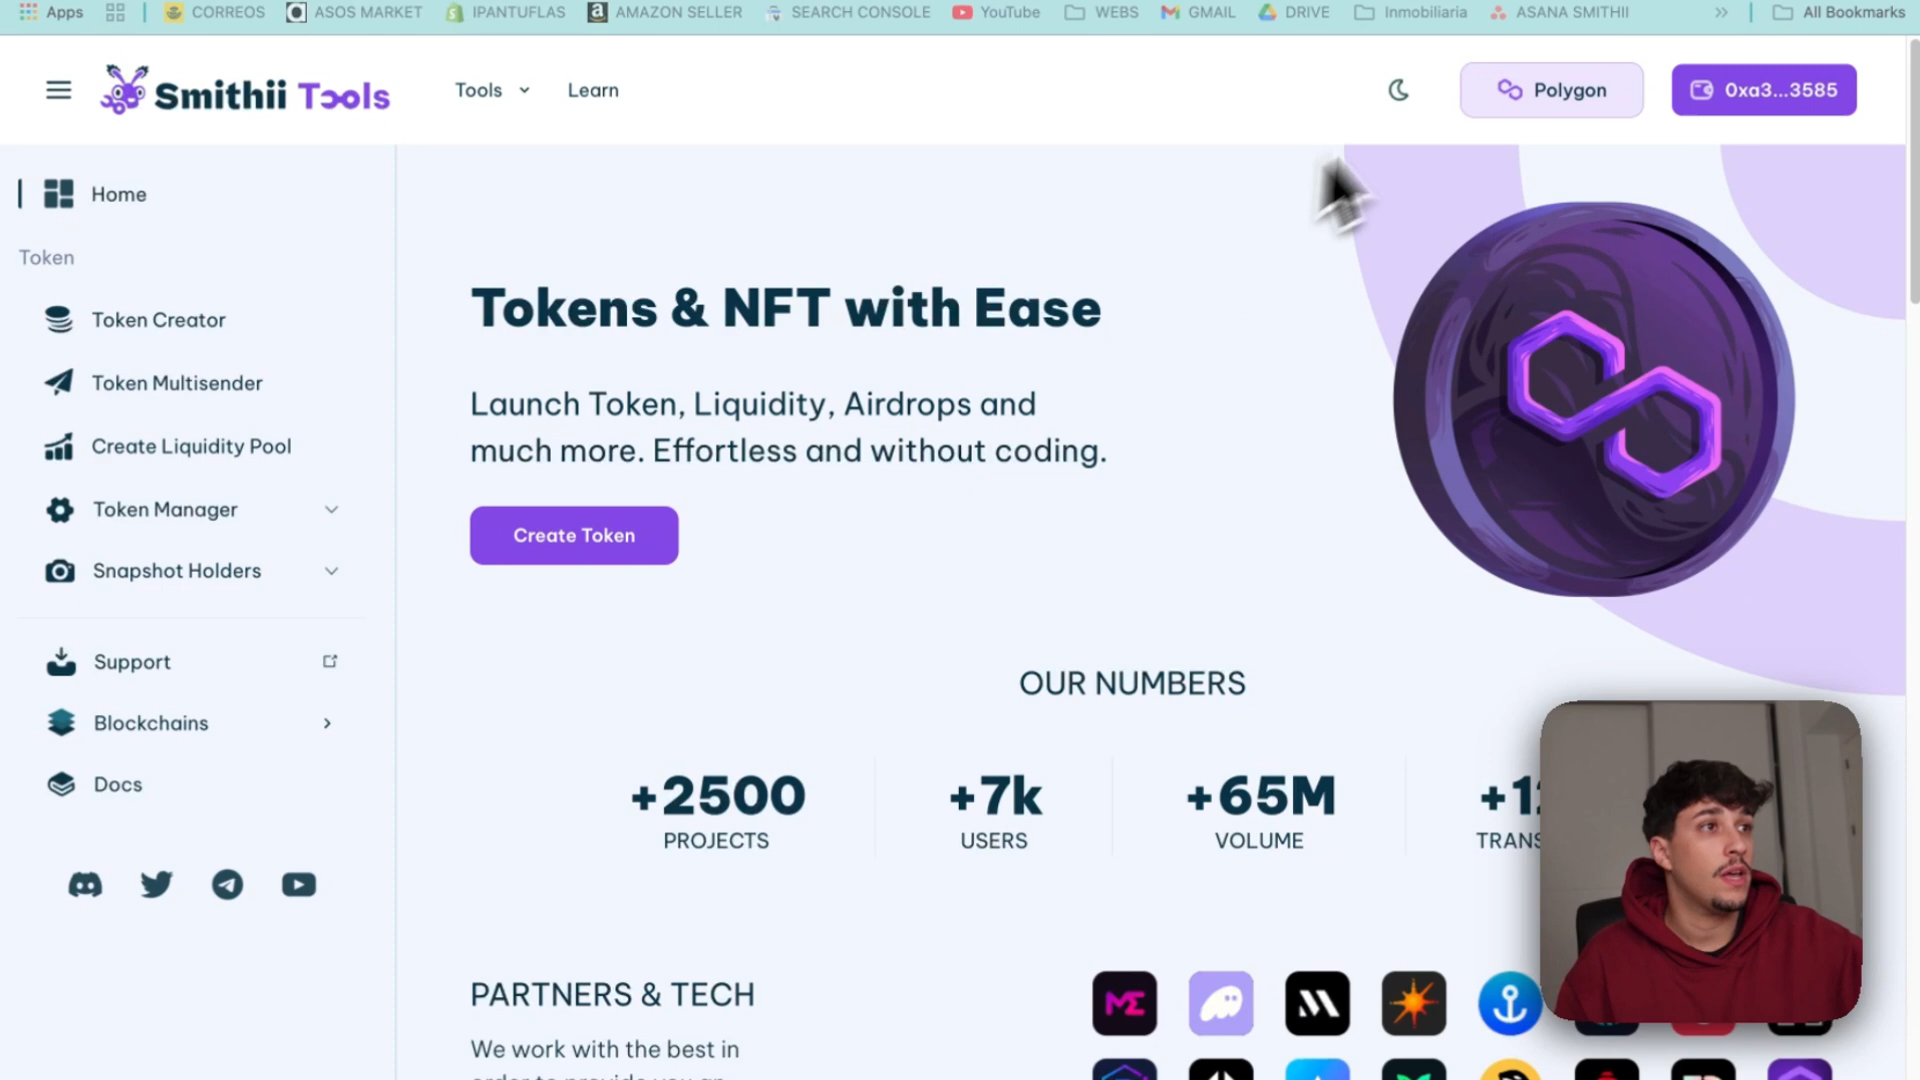 Apps
CORREOS
ASOS MARKET
IPANTUFLAS
AMAZON SELLER
SEARCH CONSOLE
YouTube
WEBS
GMAIL
DRIVE
Inmobiliaria
ASANA SMITHII
All Bookmarks
Smithii Tools
Tools
Learn
Polygon
0xa3...3585
Home
Token
Token Creator
Token Multisender
Create Liquidity Pool
Token Manager
Snapshot Holders
Support
Blockchains
Docs
Tokens & NFT with Ease
Launch Token, Liquidity, Airdrops and
much more. Effortless and without coding.
Create Token
OUR NUMBERS
+2500
PROJECTS
+7k
USERS
+65M
VOLUME
PARTNERS & TECH
We work with the best in